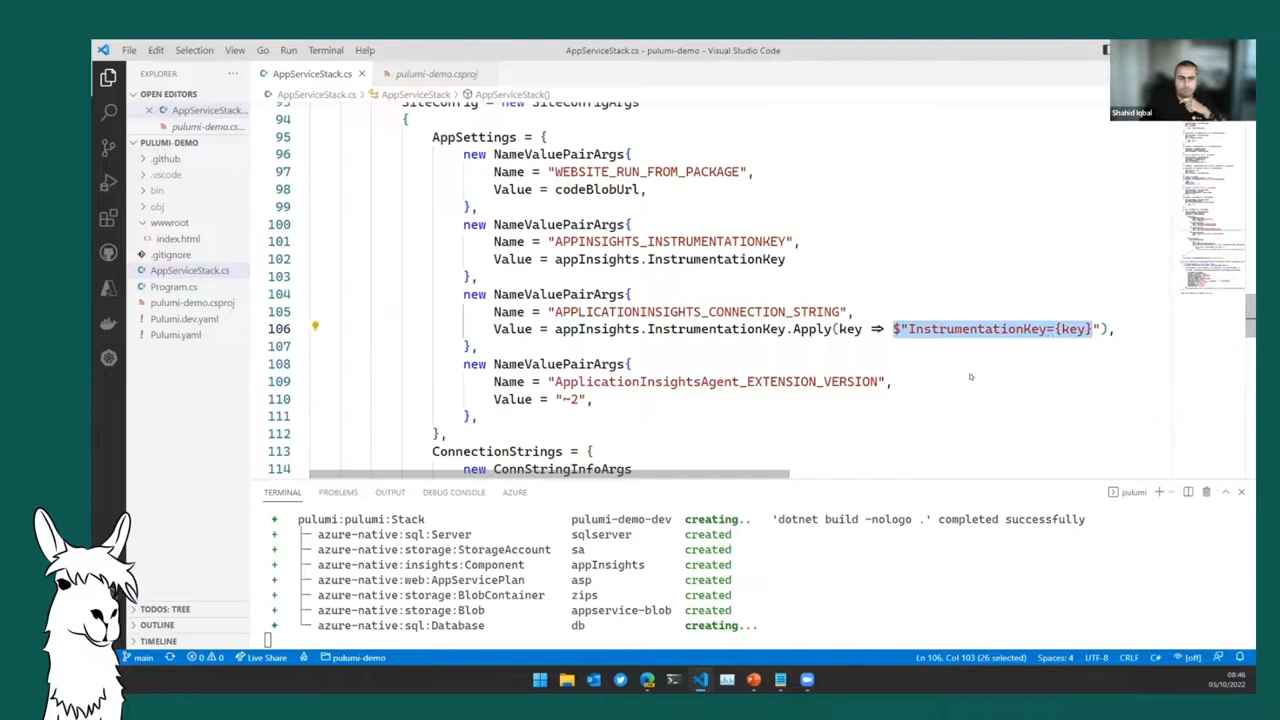 File Edit Selection View Go Run Terminal Help
AppServiceStack.cs - pulumi-demo - Visual Studio Code
Shahid Iqbal
EXPLORER
OPEN EDITORS
AppServiceStack...
pulumi-demo.cs...
PULUMI-DEMO
.github
.vscode
bin
obj
wwwroot
index.html
.gitignore
AppServiceStack.cs
Program.cs
pulumi-demo.csproj
Pulumi.dev.yaml
Pulumi.yaml
TODOS: TREE
OUTLINE
TIMELINE
AppServiceStack.cs pulumi-demo.csproj
AppServiceStack.cs > AppServiceStack > AppServiceStack()
93 SiteConfig = new SiteConfigArgs
94 {
95 AppSettings = {
96 new NameValuePairArgs{
97 Name = "WEBSITE_RUN_FROM_PACKAGE",
98 Value = codeBlobUrl,
99 },
100 new NameValuePairArgs{
101 Name = "APPINSIGHTS_INSTRUMENTATIONKEY",
102 Value = appInsights.InstrumentationKey
103 },
104 new NameValuePairArgs{
105 Name = "APPLICATIONINSIGHTS_CONNECTION_STRING",
106 Value = appInsights.InstrumentationKey.Apply(key => $"InstrumentationKey={key}"),
107 },
108 new NameValuePairArgs{
109 Name = "ApplicationInsightsAgent_EXTENSION_VERSION",
110 Value = "~2",
111 },
112 },
113 ConnectionStrings = {
114 new ConnStringInfoArgs
TERMINAL PROBLEMS OUTPUT DEBUG CONSOLE AZURE
pulumi
+ pulumi:pulumi:Stack pulumi-demo-dev creating.. 'dotnet build -nologo .' completed successfully
+ ├─ azure-native:sql:Server sqlserver created
+ ├─ azure-native:storage:StorageAccount sa created
+ ├─ azure-native:insights:Component appInsights created
+ ├─ azure-native:web:AppServicePlan asp created
+ ├─ azure-native:storage:BlobContainer zips created
+ ├─ azure-native:storage:Blob appservice-blob created
+ └─ azure-native:sql:Database db creating...
main 0 0 Live Share pulumi-demo Ln 106, Col 103 (26 selected) Spaces: 4 UTF-8 CRLF C# [off]
08:46
05/10/2022